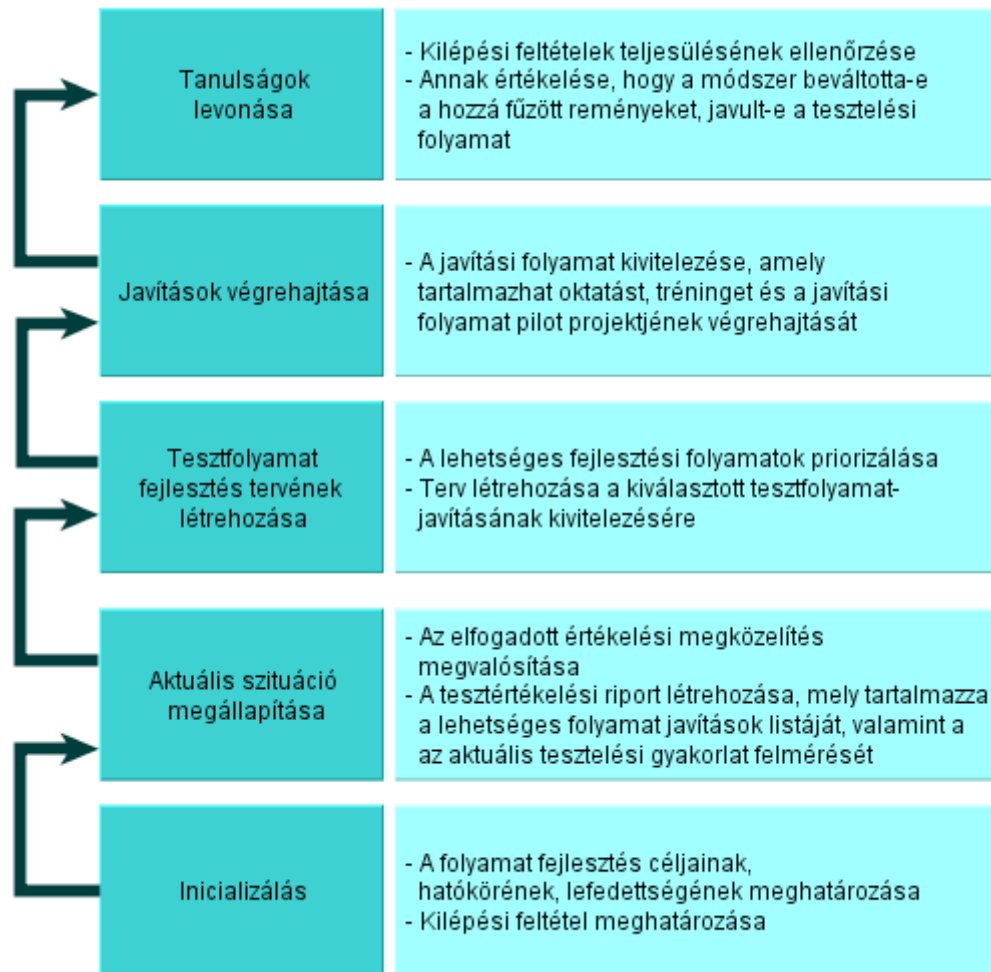 Tanulságok
levonása
- Kilépési feltételek teljesülésének ellenőrzése
- Annak értékelése, hogy a módszer beváltotta-e
a hozzá fűzött reményeket, javult-e a tesztelési
folyamat
Javítások végrehajtása
- A javítási folyamat kivitelezése, amely
tartalmazhat oktatást, tréninget és a javítási
folyamat pilot projektjének végrehajtását
Tesztfolyamat
fejlesztés tervének
létrehozása
- A lehetséges fejlesztési folyamatok priorizálása
- Terv létrehozása a kiválasztott tesztfolyamat-
javításának kivitelezésére
Aktuális szituáció
megállapítása
- Az elfogadott értékelési megközelítés
megvalósítása
- A tesztértékelési riport létrehozása, mely tartalmazza
a lehetséges folyamat javítások listáját, valamint a
az aktuális tesztelési gyakorlat felmérését
Inicializálás
- A folyamat fejlesztés céljainak,
hatókörének, lefedettségének meghatározása
- Kilépési feltétel meghatározása